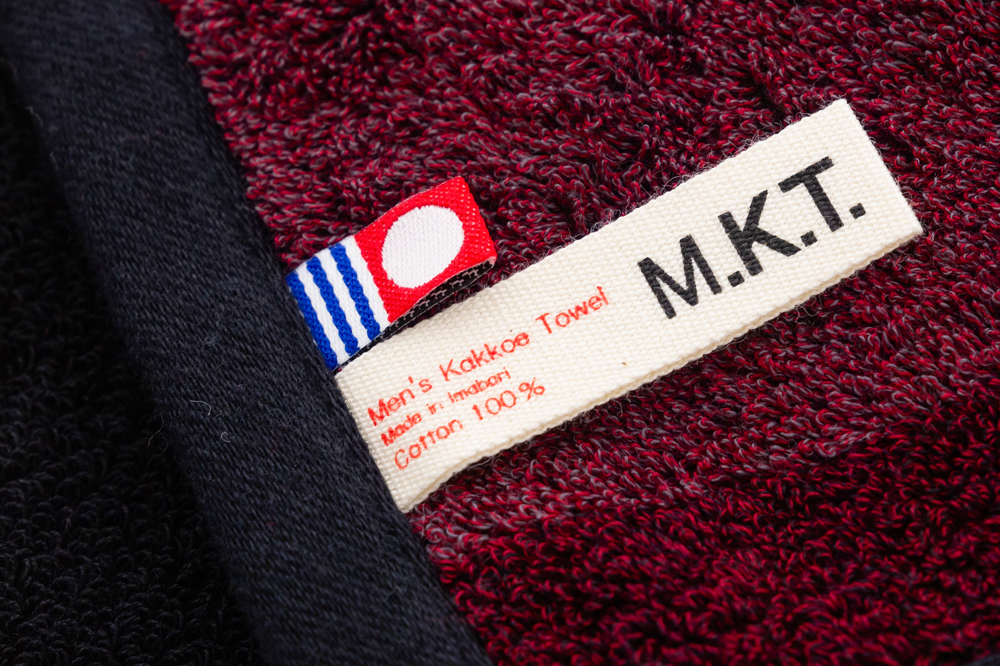 M.K.T.
Men's Kakkoe Towel
Made in Imabari
Cotton 100%